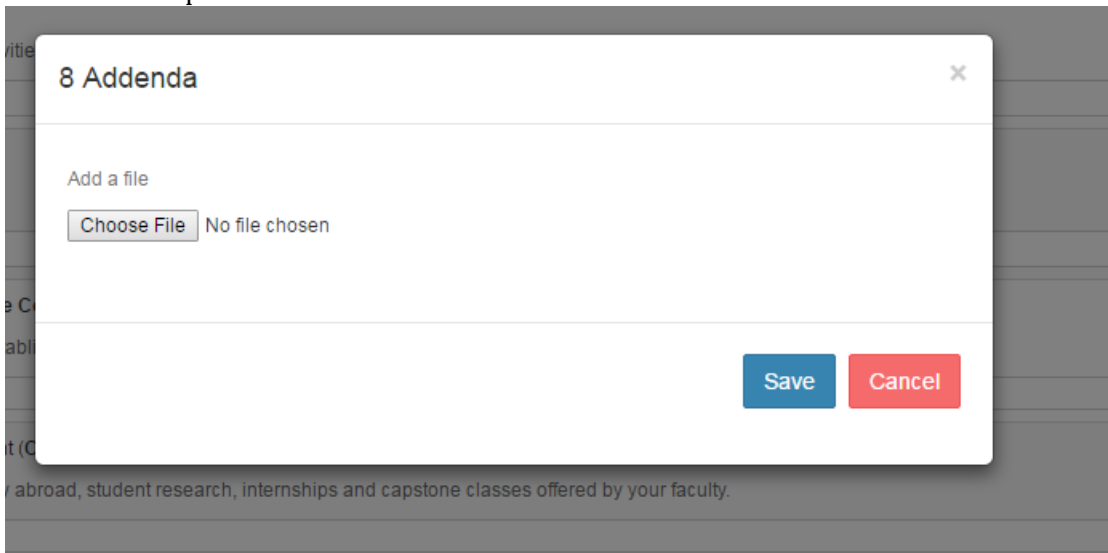 8 Addenda
×
Add a file
Choose File No file chosen
Save Cancel
abroad, student research, internships and capstone classes offered by your faculty.